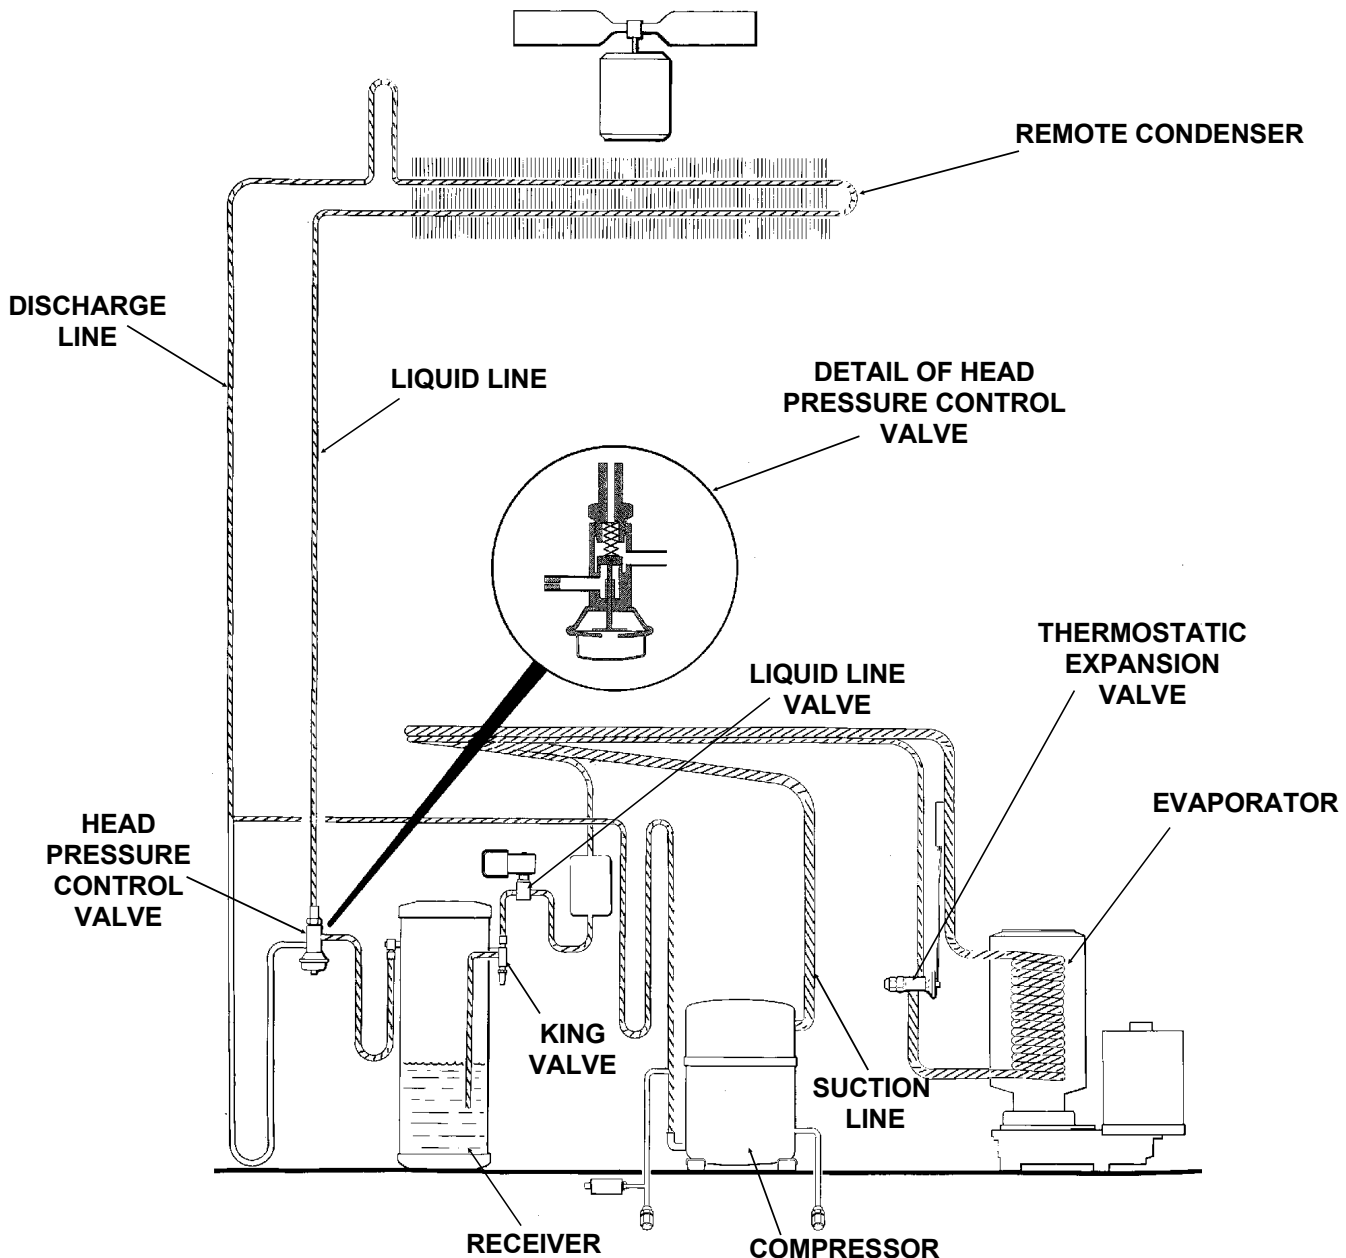 REMOTE CONDENSER
DISCHARGE
LINE
LIQUID LINE
DETAIL OF HEAD
PRESSURE CONTROL
VALVE
THERMOSTATIC
EXPANSION
VALVE
LIQUID LINE
VALVE
EVAPORATOR
HEAD
PRESSURE
CONTROL
VALVE
KING
VALVE
SUCTION
LINE
RECEIVER
COMPRESSOR